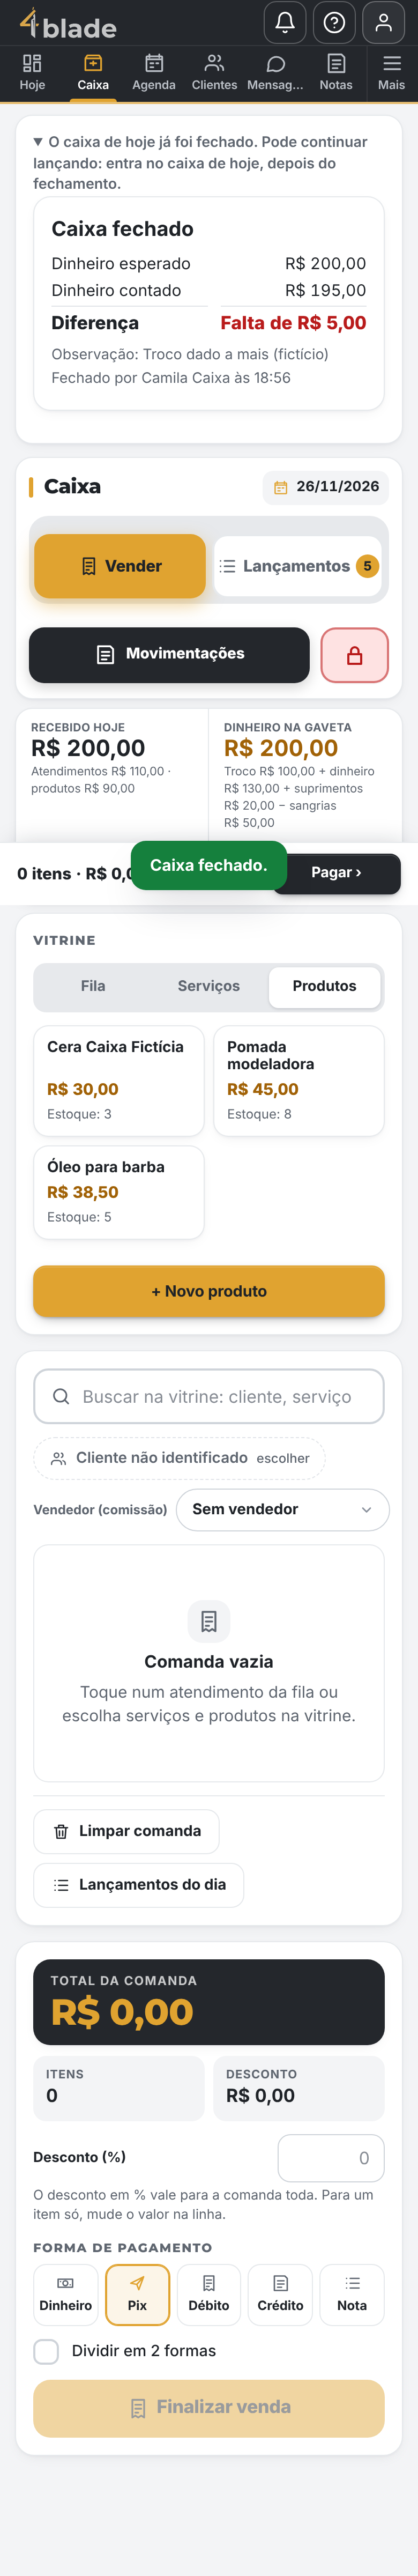 4blade
Hoje
Caixa
Agenda
Clientes
Mensag...
Notas
Mais
▼ O caixa de hoje já foi fechado. Pode continuar
lançando: entra no caixa de hoje, depois do
fechamento.
Caixa fechado
Dinheiro esperado R$ 200,00
Dinheiro contado R$ 195,00
Diferença Falta de R$ 5,00
Observação: Troco dado a mais (fictício)
Fechado por Camila Caixa às 18:56
Caixa
26/11/2026
Vender
Lançamentos 5
Movimentações
RECEBIDO HOJE
R$ 200,00
Atendimentos R$ 110,00 ·
produtos R$ 90,00
DINHEIRO NA GAVETA
R$ 200,00
Troco R$ 100,00 + dinheiro
R$ 130,00 + suprimentos
R$ 20,00 − sangrias
R$ 50,00
0 itens · R$ 0,0
Caixa fechado.
Pagar ›
VITRINE
Fila
Serviços
Produtos
Cera Caixa Fictícia
R$ 30,00
Estoque: 3
Pomada
modeladora
R$ 45,00
Estoque: 8
Óleo para barba
R$ 38,50
Estoque: 5
+ Novo produto
Buscar na vitrine: cliente, serviço
Cliente não identificado escolher
Vendedor (comissão) Sem vendedor
Comanda vazia
Toque num atendimento da fila ou
escolha serviços e produtos na vitrine.
Limpar comanda
Lançamentos do dia
TOTAL DA COMANDA
R$ 0,00
ITENS
0
DESCONTO
R$ 0,00
Desconto (%) 0
O desconto em % vale para a comanda toda. Para um
item só, mude o valor na linha.
FORMA DE PAGAMENTO
Dinheiro
Pix
Débito
Crédito
Nota
Dividir em 2 formas
Finalizar venda